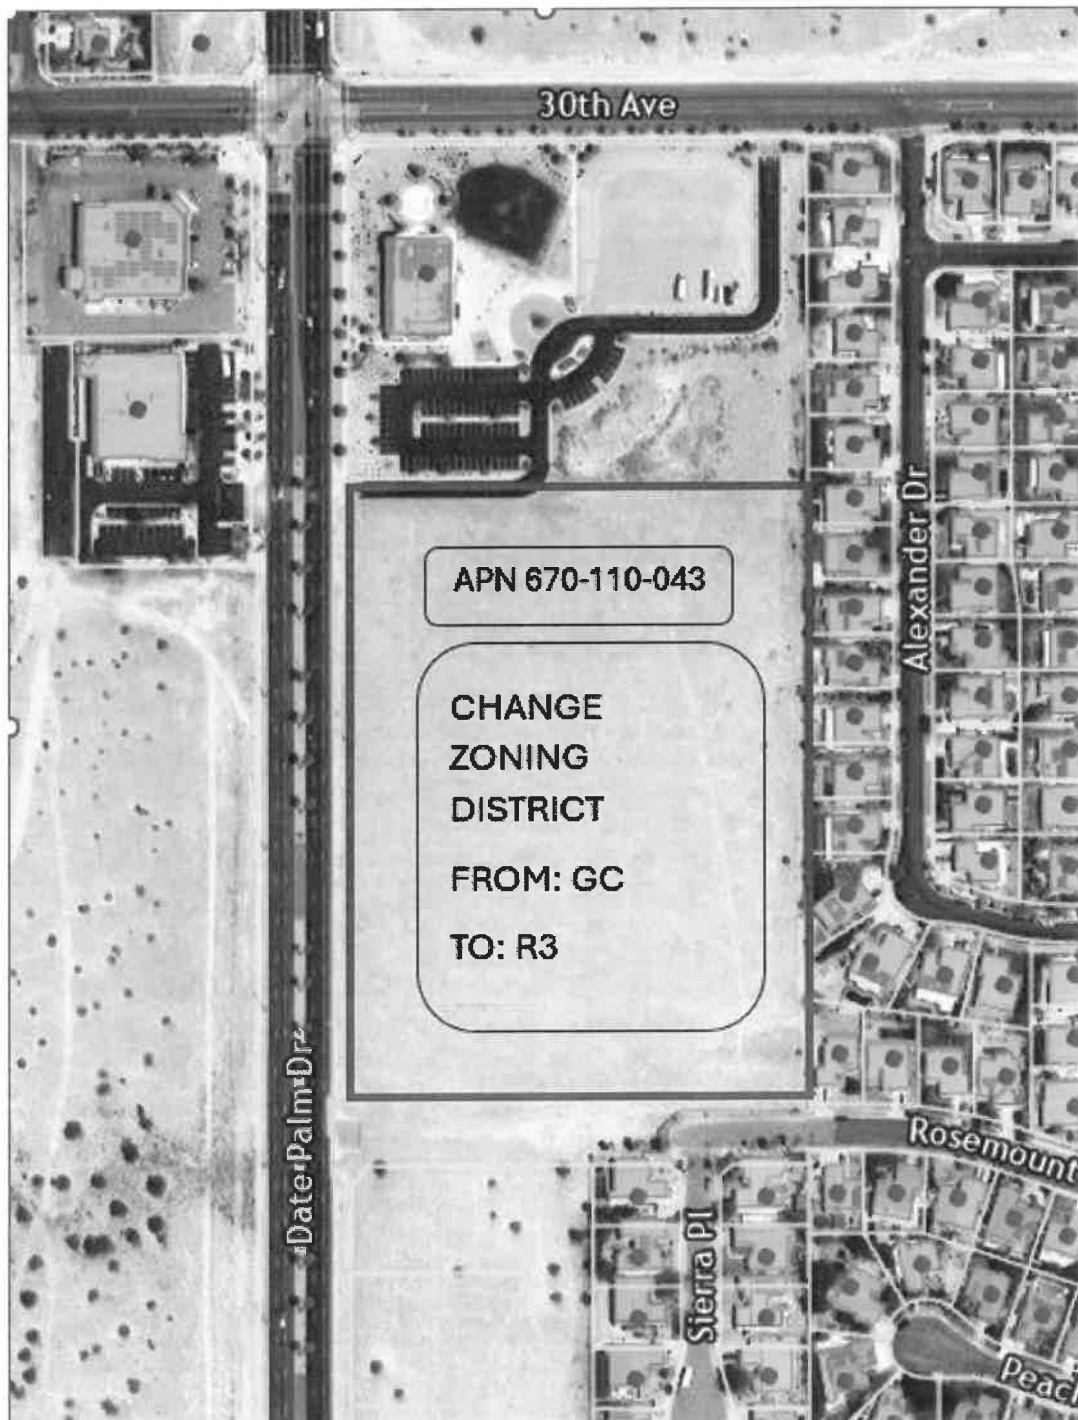 30th Ave
APN 670-110-043
Alexander Dr
CHANGE
ZONING
DISTRICT
FROM: GC
TO: R3
Date Palm Dr
Rosemount
Sierra Pl
Peach